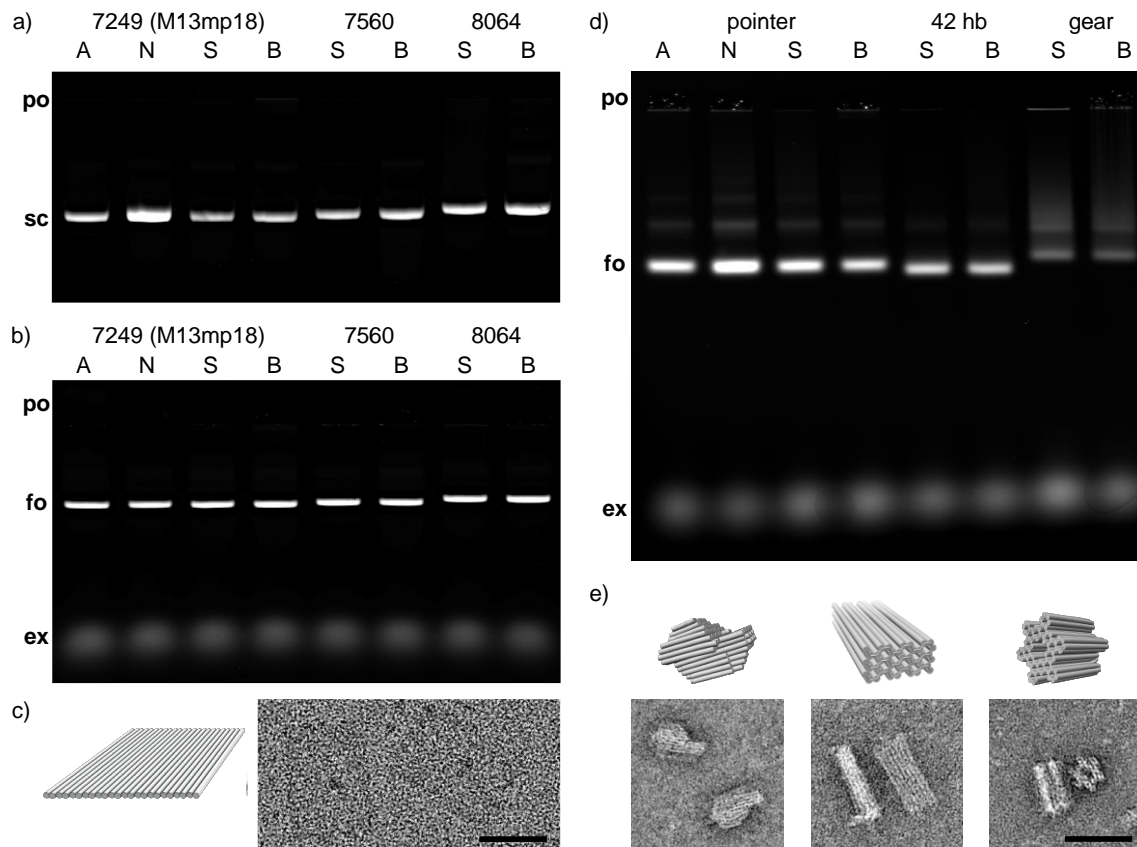 a)
7249 (M13mp18) 7560 8064
A N S B S B S B
po
sc
b)
7249 (M13mp18) 7560 8064
A N S B S B S B
po
fo
ex
c)
d)
pointer 42 hb gear
A N S B S B S B
po
fo
ex
e)